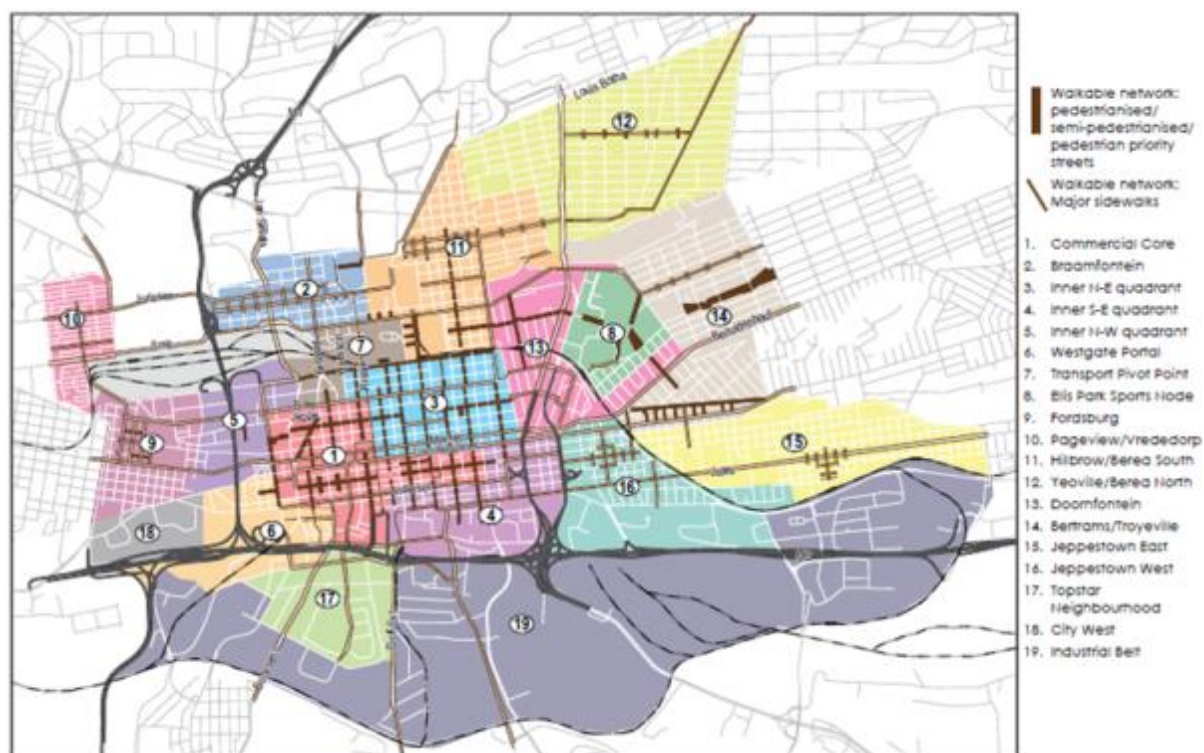 Louis Botha
12
11
2
10
7
8
14
13
3
5
9
1
15
16
4
18
6
17
19
Walkable network:
pedestrianised/
semi-pedestrianised/
pedestrian priority
streets
Walkable network:
Major sidewalks
1. Commercial Core
2. Braamfontein
3. Inner N-E quadrant
4. Inner S-E quadrant
5. Inner N-W quadrant
6. Westgate Portal
7. Transport Pivot Point
8. Ellis Park Sports Node
9. Fordsburg
10. Pageview/Vrededorp
11. Hillbrow/Berea South
12. Yeoville/Berea North
13. Doornfontein
14. Bertrams/Troyeville
15. Jeppestown East
16. Jeppestown West
17. Topstar
Neighbourhood
18. City West
19. Industrial Belt